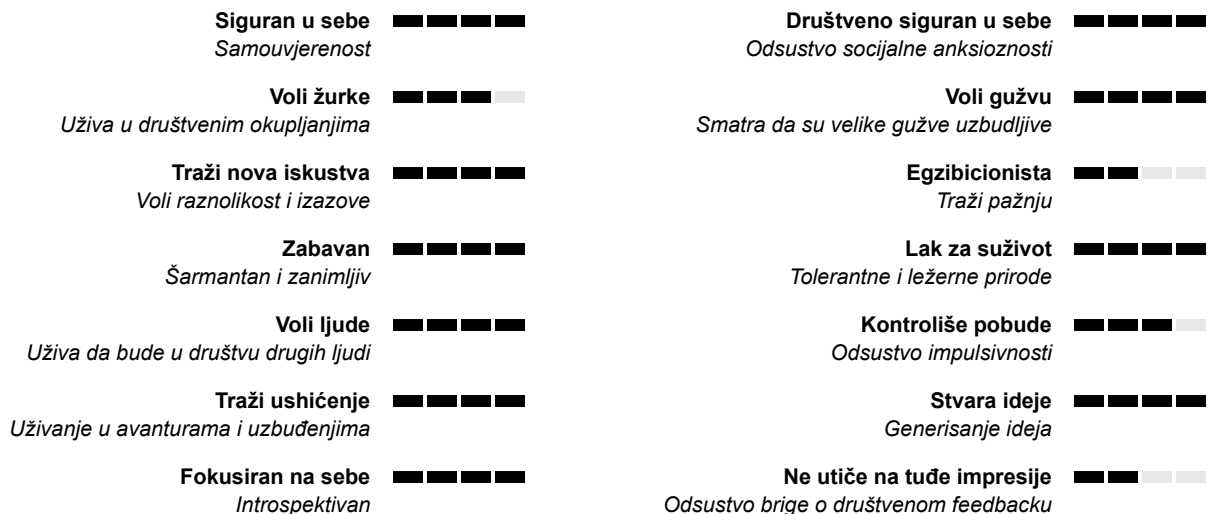 Siguran u sebe
Samouvjerenost
Voli žurke
Uživa u društvenim okupljanjima
Traži nova iskustva
Voli raznolikost i izazove
Zabavan
Šarmantan i zanimljiv
Voli ljude
Uživa da bude u društvu drugih ljudi
Traži ushićenje
Uživanje u avanturama i uzbuđenjima
Fokusiran na sebe
Introspektivan
Društveno siguran u sebe
Odsustvo socijalne anksioznosti
Voli gužvu
Smatra da su velike gužve uzbudljive
Egzibicionista
Traži pažnju
Lak za suživot
Tolerantne i ležerne prirode
Kontroliše pobude
Odsustvo impulsivnosti
Stvara ideje
Generisanje ideja
Ne utiče na tuđe impresije
Odsustvo brige o društvenom feedbacku